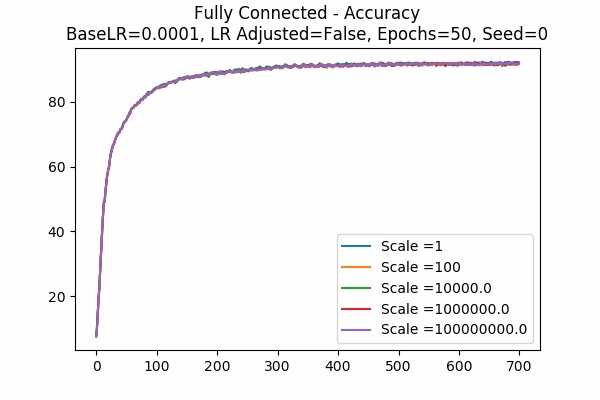 Fully Connected - Accuracy
BaseLR=0.0001, LR Adjusted=False, Epochs=50, Seed=0
80
60
40
20
Scale =1
Scale =100
Scale =10000.0
Scale =1000000.0
Scale =100000000.0
0 100 200 300 400 500 600 700